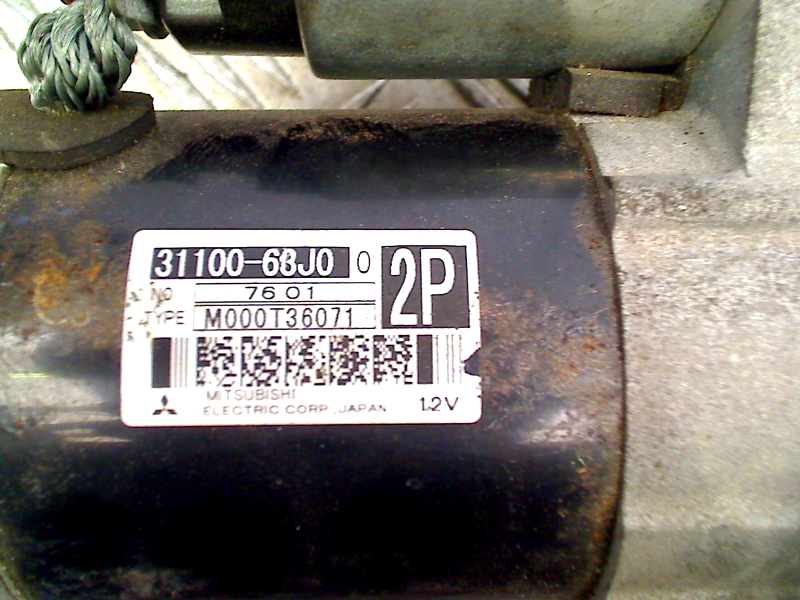 31100-68J0 0
2P
NO 7601
TYPE M000T36071
MITSUBISHI
ELECTRIC CORP. JAPAN 12V